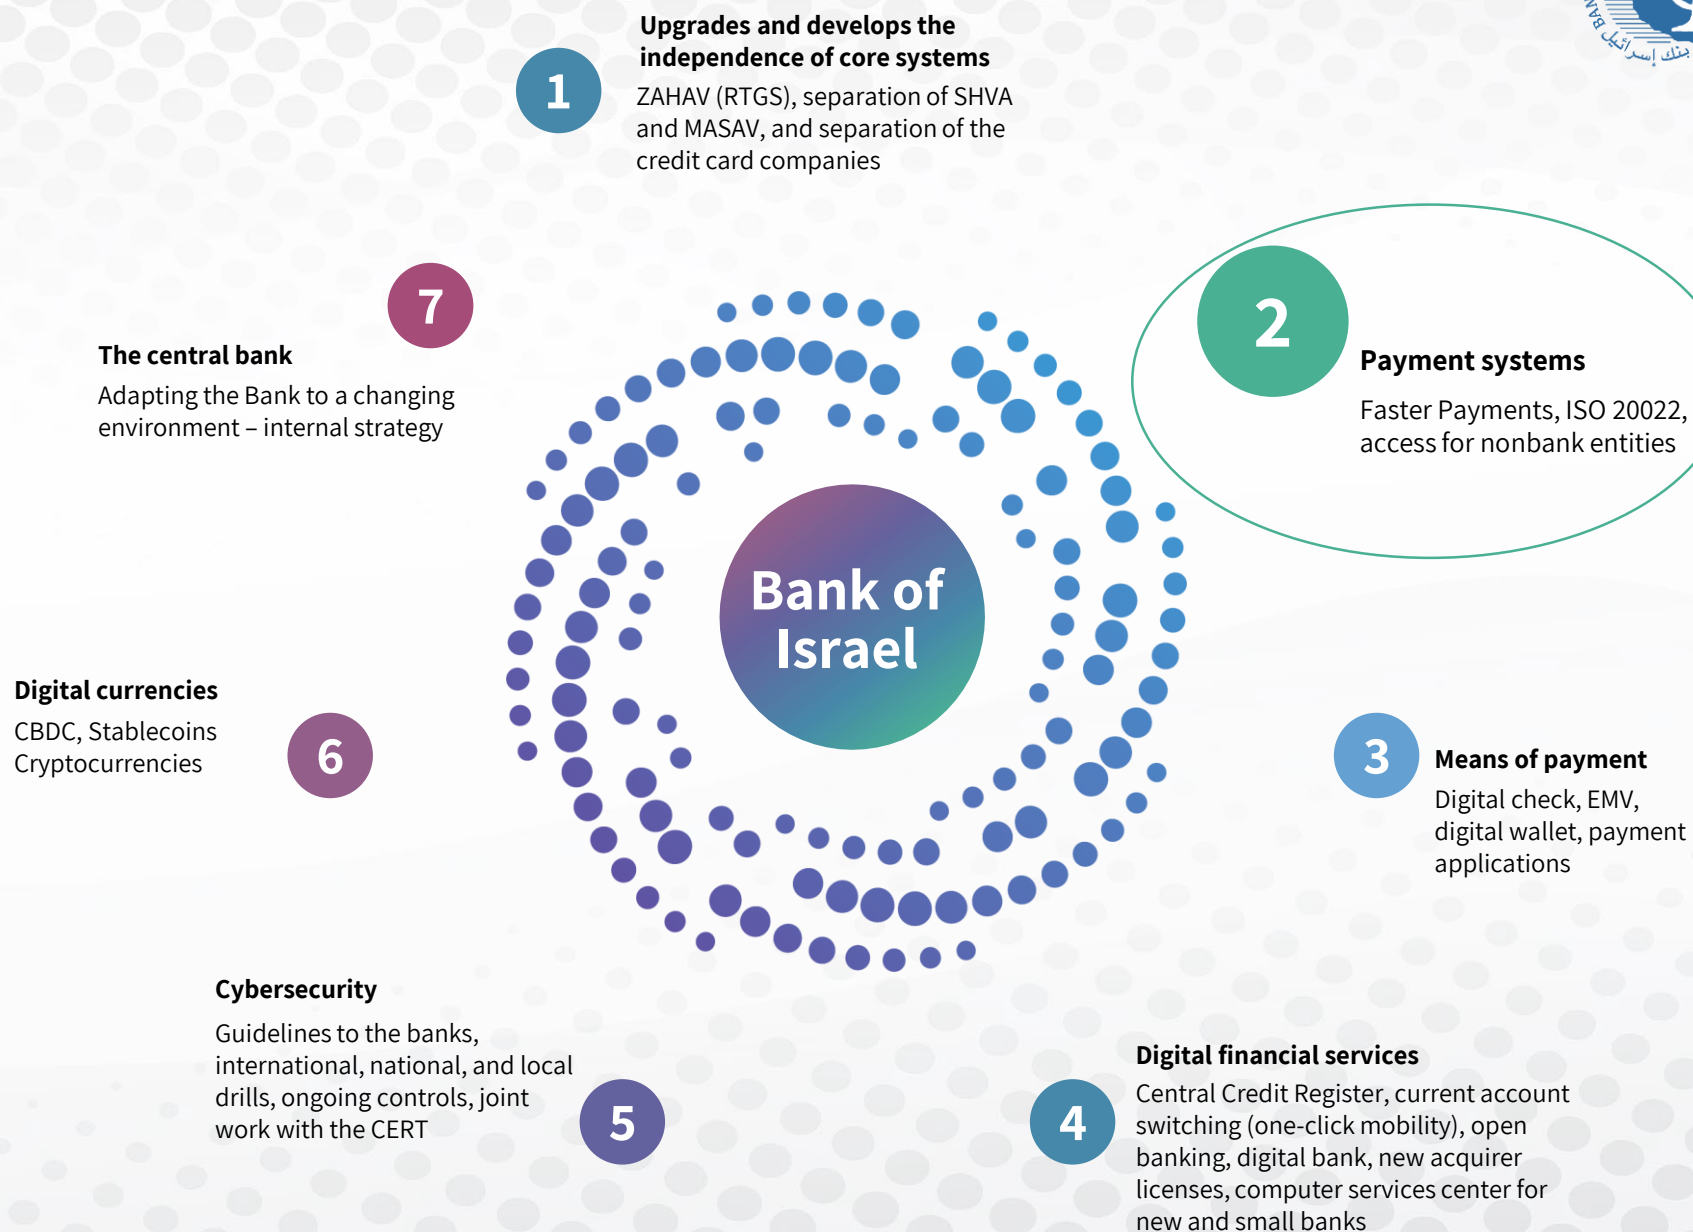 Upgrades and develops the
independence of core systems
1
ZAHAV (RTGS), separation of SHVA
and MASAV, and separation of the
credit card companies
بنك إسرائيل
2
Payment systems
Faster Payments, ISO 20022,
access for nonbank entities
7
The central bank
Adapting the Bank to a changing
environment – internal strategy
Bank of
Israel
3
Means of payment
Digital check, EMV,
digital wallet, payment
applications
Digital currencies
CBDC, Stablecoins
Cryptocurrencies
6
Cybersecurity
Guidelines to the banks,
international, national, and local
drills, ongoing controls, joint
work with the CERT
5
4
Digital financial services
Central Credit Register, current account
switching (one-click mobility), open
banking, digital bank, new acquirer
licenses, computer services center for
new and small banks